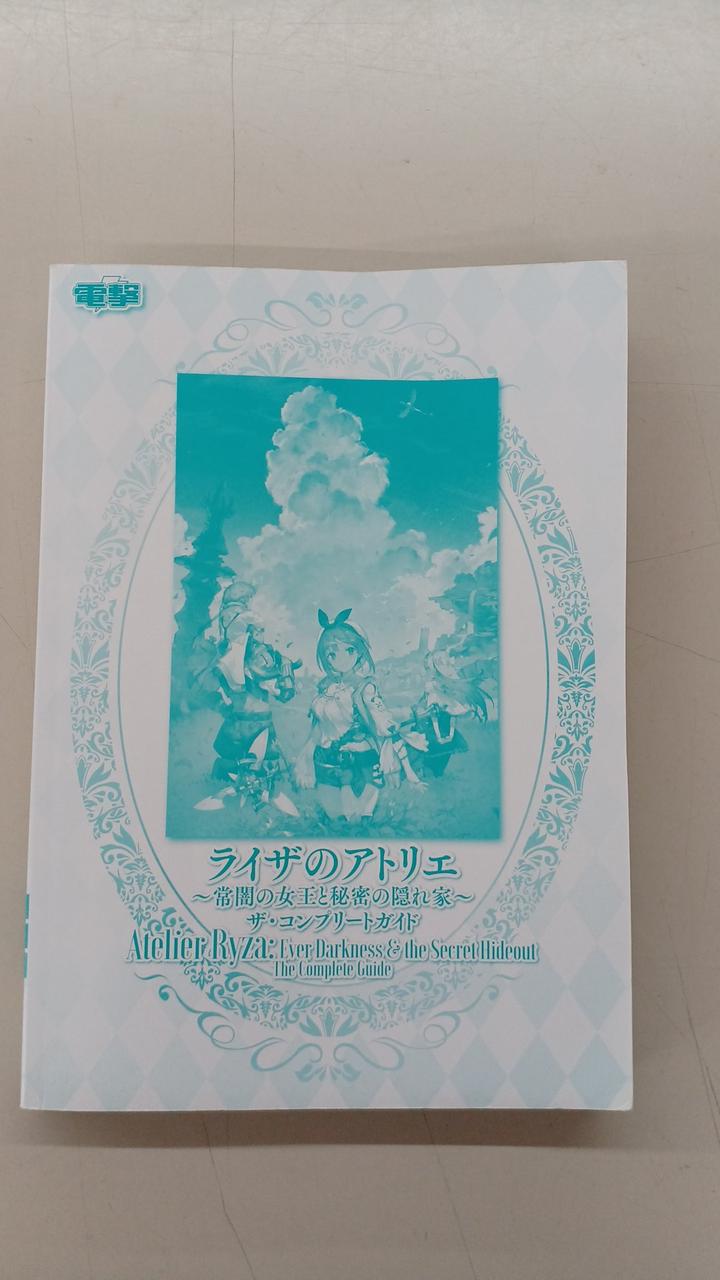 電撃
ライザのアトリエ
～常闇の女王と秘密の隠れ家～
ザ・コンプリートガイド
Atelier Ryza: Ever Darkness & the Secret Hideout
The Complete Guide